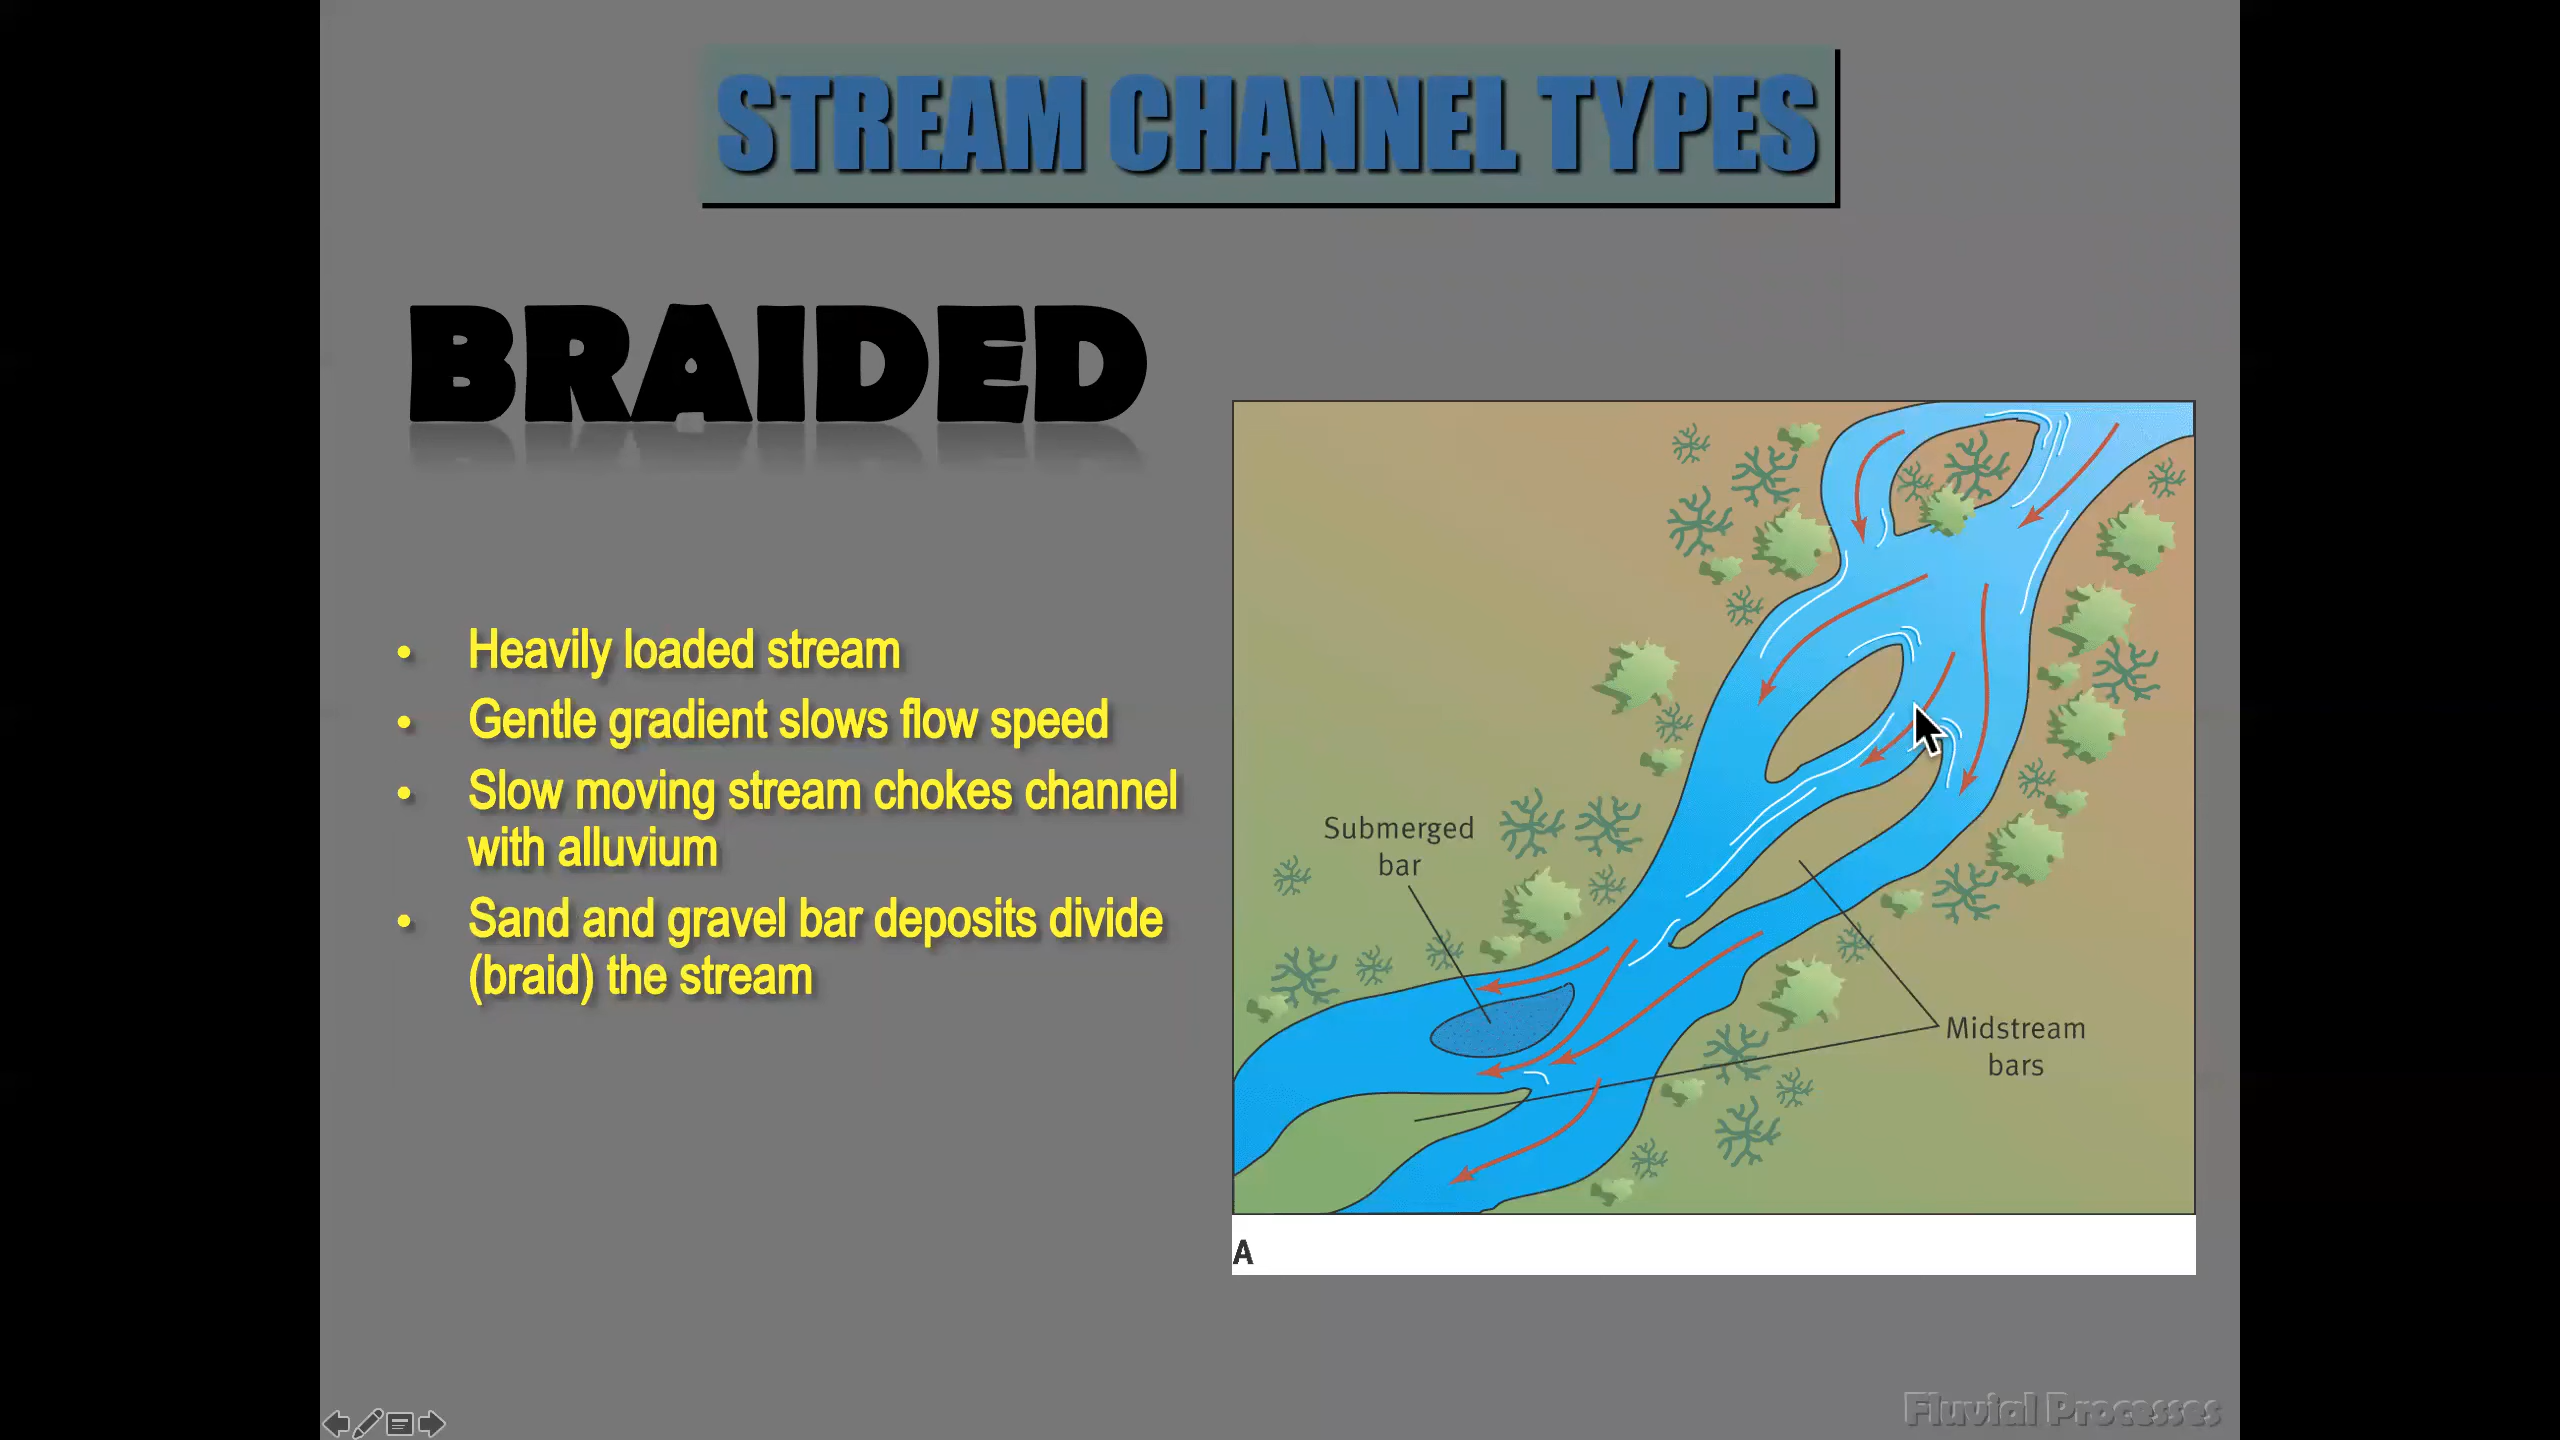 STREAM CHANNEL TYPES
BRAIDED
• Heavily loaded stream
• Gentle gradient slows flow speed
• Slow moving stream chokes channel
with alluvium
• Sand and gravel bar deposits divide
(braid) the stream
Submerged
bar
Midstream
bars
A
Fluvial Processes